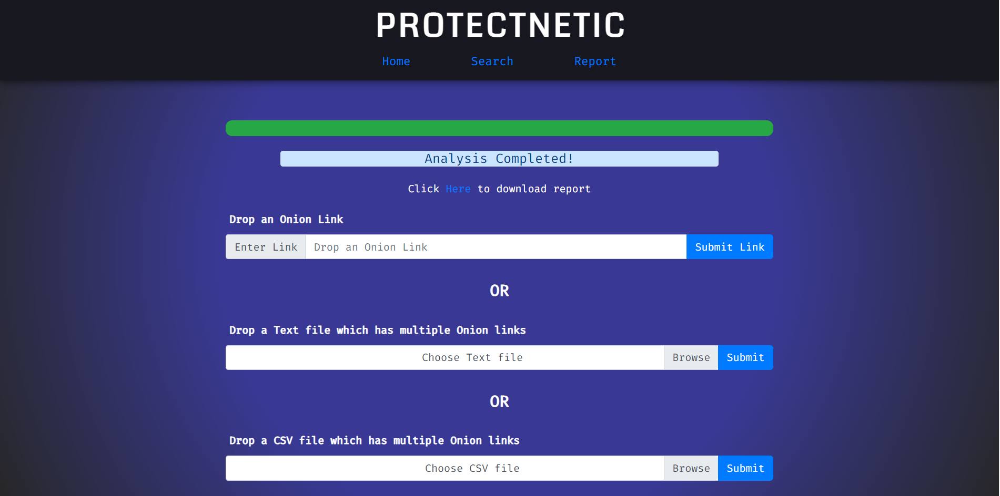 PROTECTNETIC
Home Search Report
Analysis Completed!
Click Here to download report
Drop an Onion Link
Enter Link Drop an Onion Link Submit Link
OR
Drop a Text file which has multiple Onion links
Choose Text file Browse Submit
OR
Drop a CSV file which has multiple Onion links
Choose CSV file Browse Submit